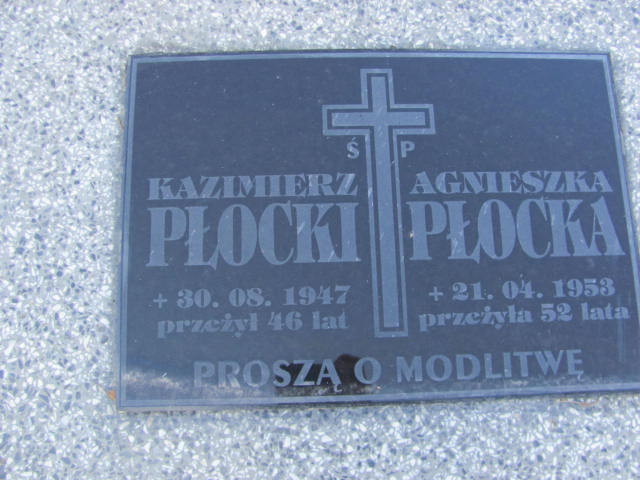 Ś P
KAZIMIERZ
PŁOCKI
+ 30. 08. 1947
przeżył 46 lat
AGNIESZKA
PŁOCKA
+ 21. 04. 1953
przeżyła 52 lata
PROSZĄ O MODLITWĘ